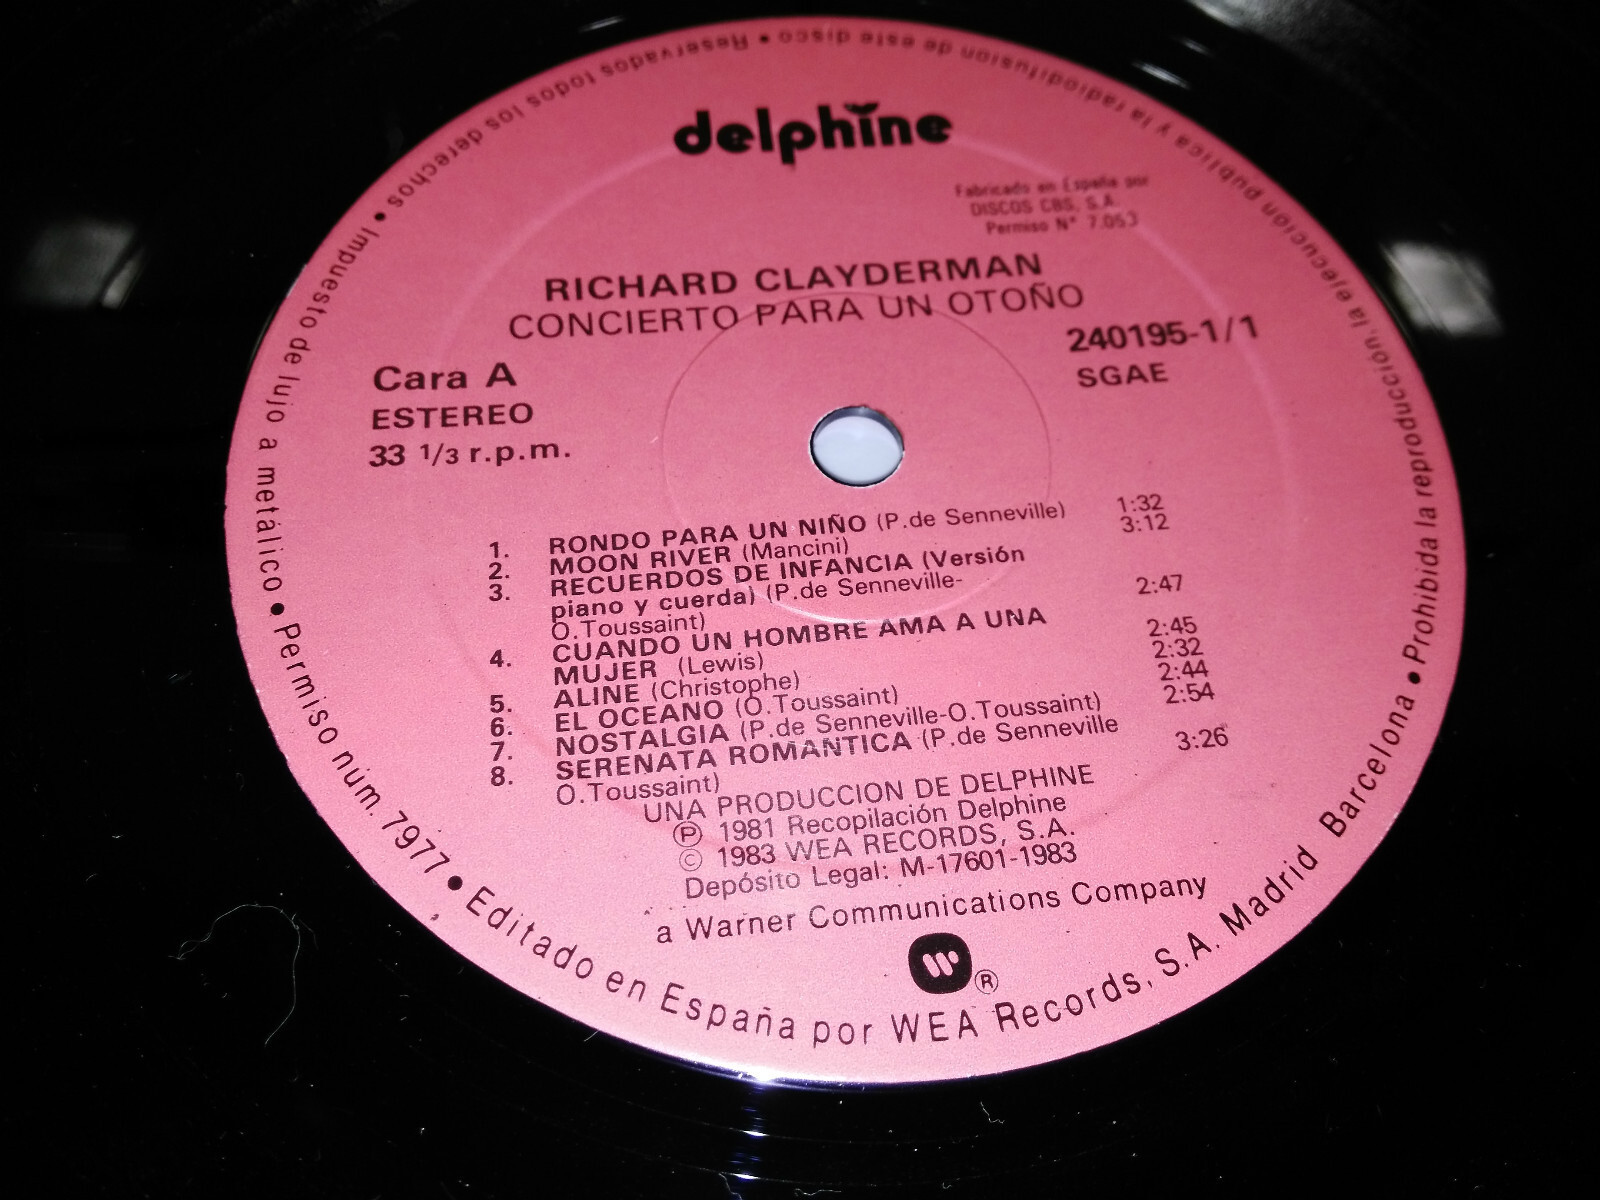 delphine
Fabricado en España por
DISCOS CBS, S.A.
Permiso N° 7.053
RICHARD CLAYDERMAN
CONCIERTO PARA UN OTOÑO
240195-1/1
SGAE
Cara A
ESTEREO
33 1/3 r.p.m.
1. RONDO PARA UN NIÑO (P.de Senneville) 1:32
2. MOON RIVER (Mancini) 3:12
3. RECUERDOS DE INFANCIA (Versión
piano y cuerda) (P.de Senneville-
O.Toussaint) 2:47
4. CUANDO UN HOMBRE AMA A UNA
MUJER (Lewis) 2:45
5. ALINE (Christophe) 2:32
6. EL OCEANO (O.Toussaint) 2:44
7. NOSTALGIA (P.de Senneville-O.Toussaint) 2:54
8. SERENATA ROMANTICA (P.de Senneville
O.Toussaint) 3:26
UNA PRODUCCION DE DELPHINE
Ⓟ 1981 Recopilación Delphine
© 1983 WEA RECORDS, S.A.
Depósito Legal: M-17601-1983
a Warner Communications Company
W ®
Prohibida la reproducción, la ejecución pública y la radiodifusión de este disco • Reservados todos los derechos • Impuesto de lujo a metálico • Permiso núm. 7977 • Editado en España por WEA Records, S.A. Madrid Barcelona •